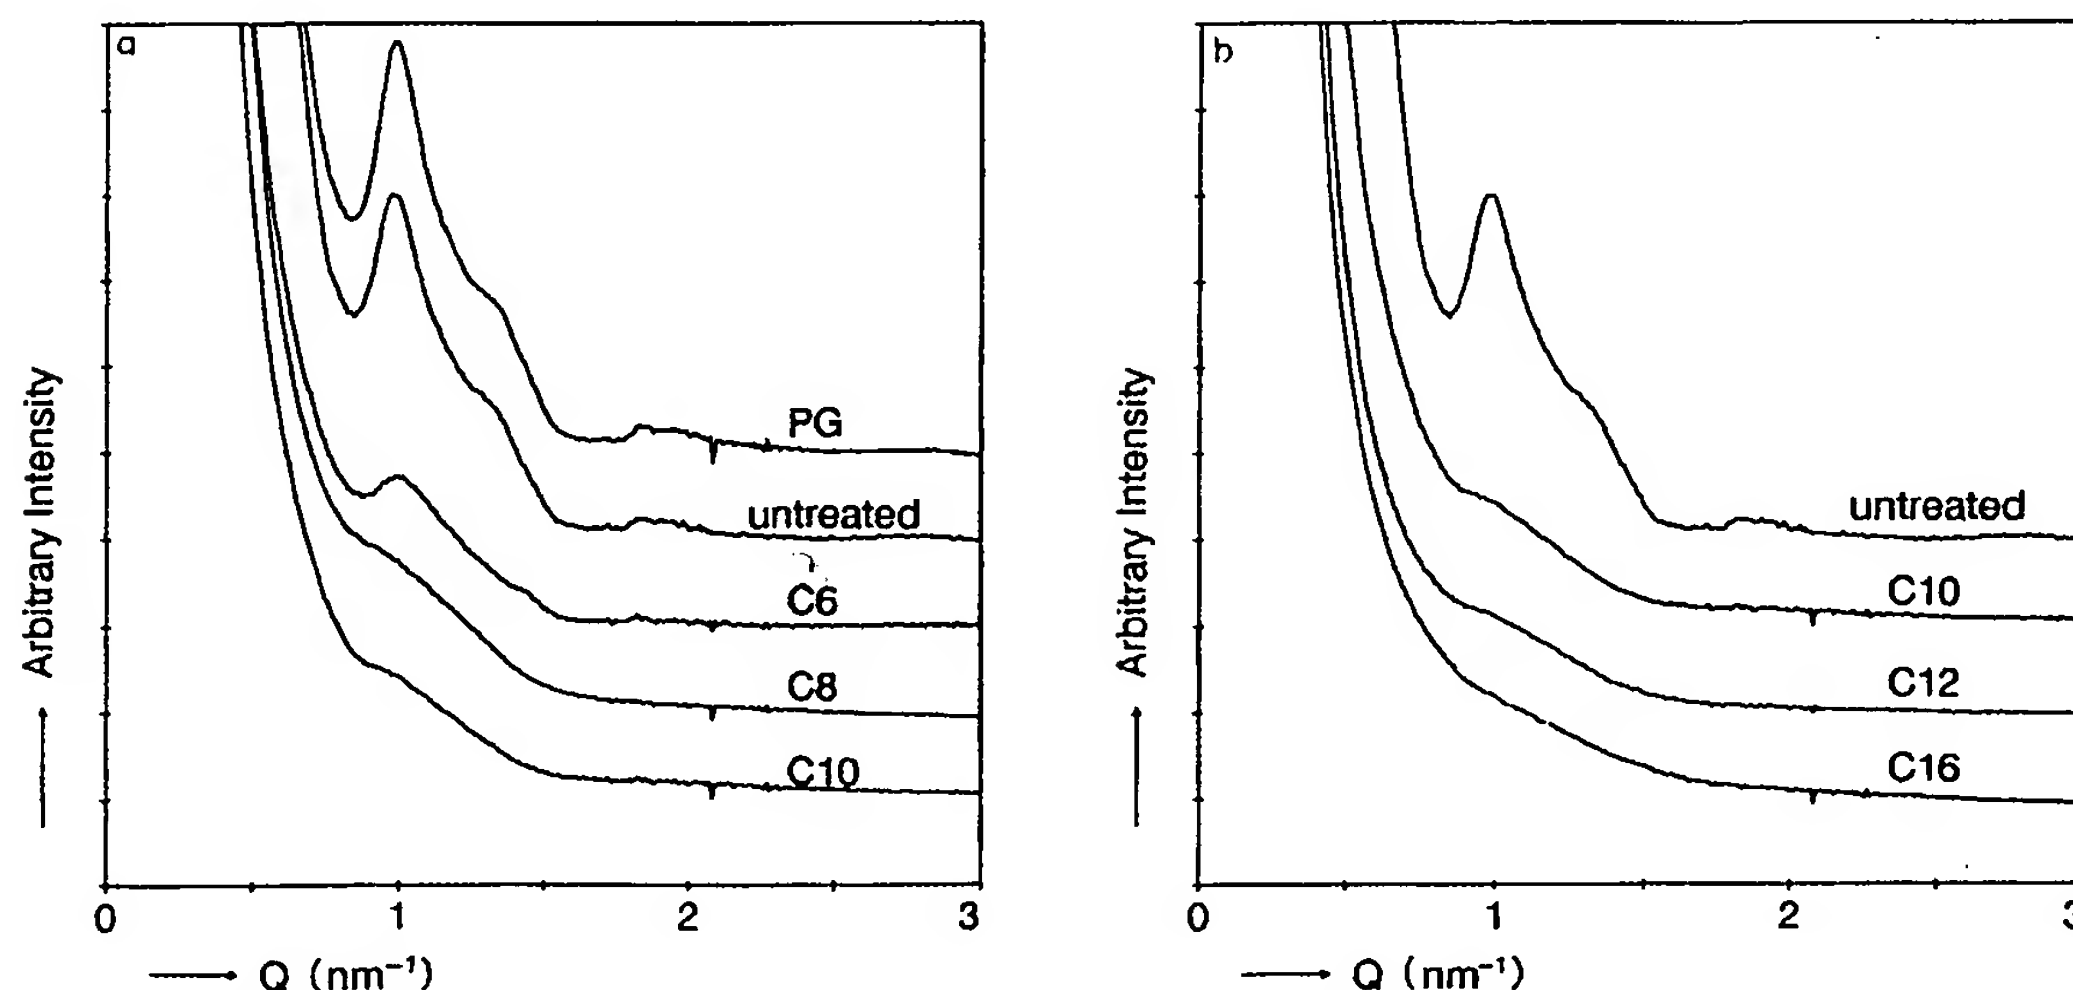 a
PG
untreated
C6
C8
C10
0 1 2 3
Arbitrary Intensity
Q (nm⁻¹)
b
untreated
C10
C12
C16
0 1 2
Arbitrary Intensity
Q (nm⁻¹)